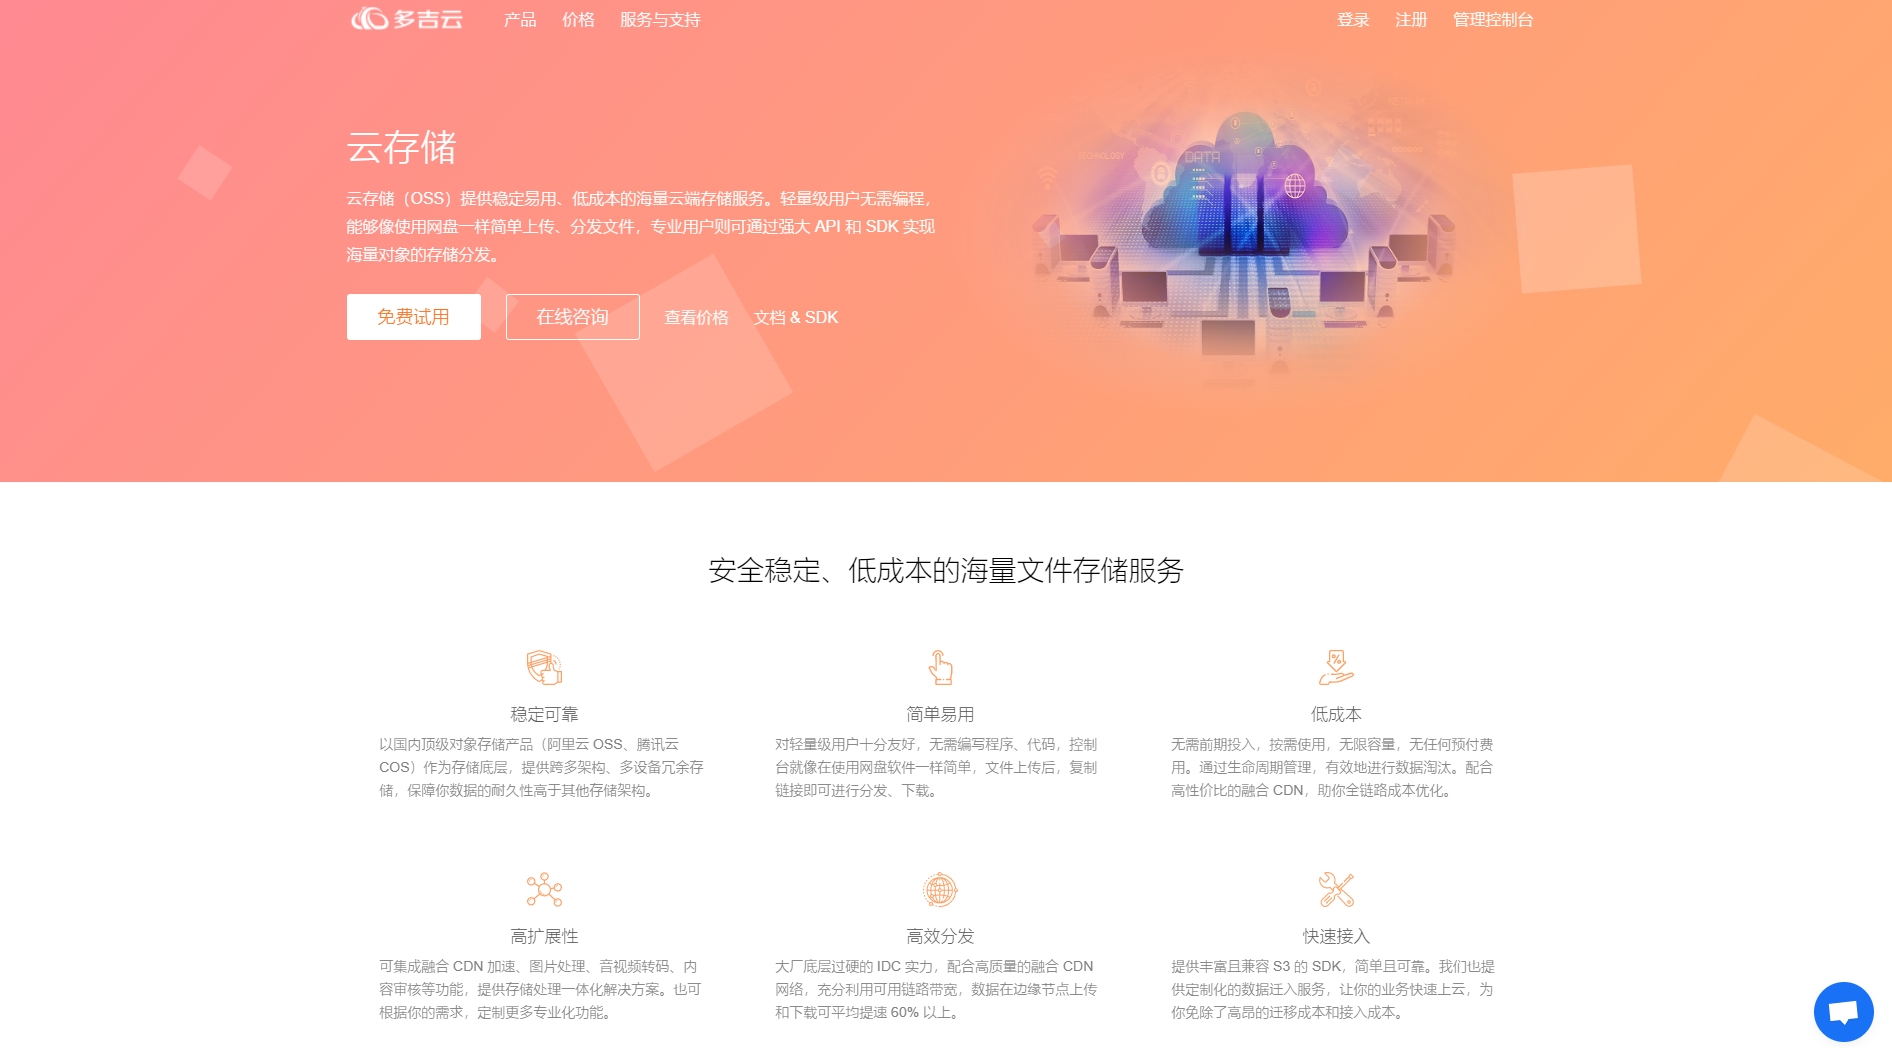 多吉云 产品 价格 服务与支持 登录 注册 管理控制台
云存储
云存储（OSS）提供稳定易用、低成本的海量云端存储服务。轻量级用户无需编程，
能够像使用网盘一样简单上传、分发文件，专业用户则可通过强大 API 和 SDK 实现
海量对象的存储分发。
免费试用 在线咨询 查看价格 文档 & SDK
TECHNOLOGY
DATA
安全稳定、低成本的海量文件存储服务
稳定可靠
以国内顶级对象存储产品（阿里云 OSS、腾讯云
COS）作为存储底层，提供跨多架构、多设备冗余存
储，保障你数据的耐久性高于其他存储架构。
简单易用
对轻量级用户十分友好，无需编写程序、代码，控制
台就像在使用网盘软件一样简单，文件上传后，复制
链接即可进行分发、下载。
低成本
无需前期投入，按需使用，无限容量，无任何预付费
用。通过生命周期管理，有效地进行数据淘汰。配合
高性价比的融合 CDN，助你全链路成本优化。
高扩展性
可集成融合 CDN 加速、图片处理、音视频转码、内
容审核等功能，提供存储处理一体化解决方案。也可
根据你的需求，定制更多专业化功能。
高效分发
大厂底层过硬的 IDC 实力，配合高质量的融合 CDN
网络，充分利用可用链路带宽，数据在边缘节点上传
和下载可平均提速 60% 以上。
快速接入
提供丰富且兼容 S3 的 SDK，简单且可靠。我们也提
供定制化的数据迁入服务，让你的业务快速上云，为
你免除了高昂的迁移成本和接入成本。